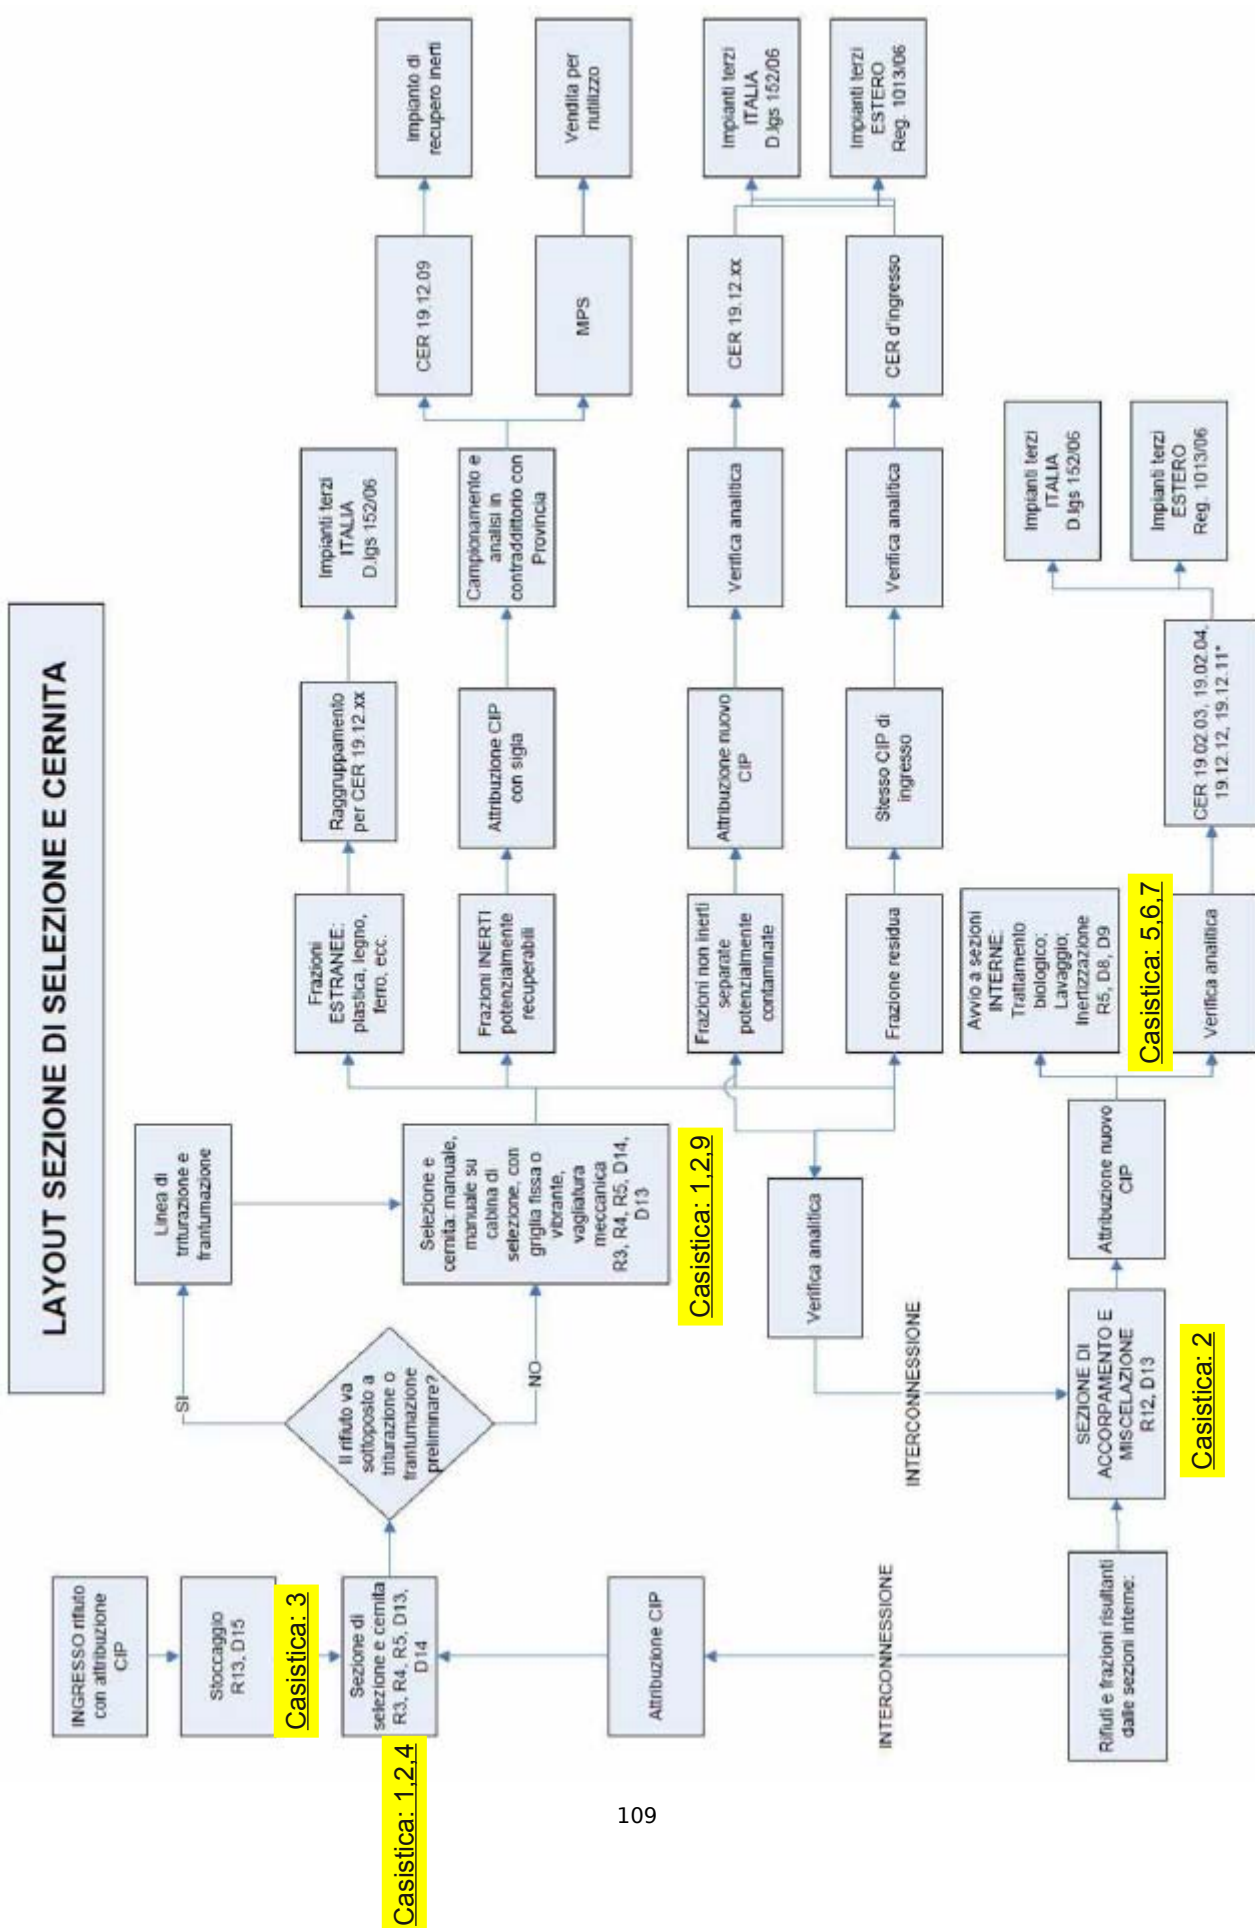 LAYOUT SEZIONE DI SELEZIONE E CERNITA
INGRESSO rifiuto
con attribuzione
CIP
Stoccaggio
R13, D15
Casistica: 3
Sezione di
selezione e cernita
R3, R4, R5, D13,
D14
Casistica: 1,2,4
Il rifiuto va
sottoposto a
triturazione o
frantumazione
preliminare?
SI
NO
Linea di
triturazione e
frantumazione
Selezione e
cernita: manuale,
manuale su
cabina di
selezione, con
griglia fissa o
vibrante,
vagliatura
meccanica
R3, R4, R5, D14,
D13
Casistica: 1,2,9
Frazioni
ESTRANEE:
plastica, legno,
ferro, ecc.
Raggruppamento
per CER 19.12.xx
Impianti terzi
ITALIA
D.lgs 152/06
Frazioni INERTI
potenzialmente
recuperabili
Attribuzione CIP
con sigla
Campionamento e
analisi in
contraddittorio con
Provincia
CER 19.12.09
Impianto di
recupero inerti
MPS
Vendita per
riutilizzo
Frazioni non inerti
separate
potenzialmente
contaminate
Attribuzione nuovo
CIP
Verifica analitica
CER 19.12.xx
Impianti terzi
ITALIA
D.lgs 152/06
Frazione residua
Stesso CIP di
ingresso
Verifica analitica
CER d'ingresso
Impianti terzi
ESTERO
Reg. 1013/06
Verifica analitica
INTERCONNESSIONE
Attribuzione CIP
INTERCONNESSIONE
Rifiuti e frazioni risultanti
dalle sezioni interne:
SEZIONE DI
ACCORPAMENTO E
MISCELAZIONE
R12, D13
Casistica: 2
Attribuzione nuovo
CIP
Avvio a sezioni
INTERNE:
Trattamento
biologico;
Lavaggio;
Inertizzazione
R5, D8, D9
Casistica: 5,6,7
Verifica analitica
CER 19.02.03, 19.02.04,
19.12.12, 19.12.11*
Impianti terzi
ITALIA
D.lgs 152/06
Impianti terzi
ESTERO
Reg. 1013/06
109